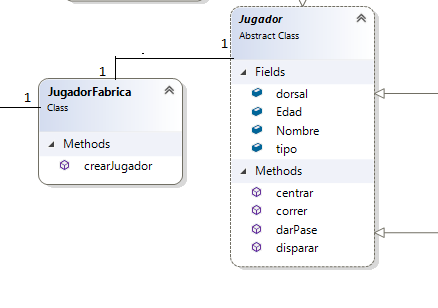 Jugador
Abstract Class
Fields
dorsal
Edad
Nombre
tipo
Methods
centrar
correr
darPase
disparar
1
1
1
JugadorFabrica
Class
Methods
crearJugador